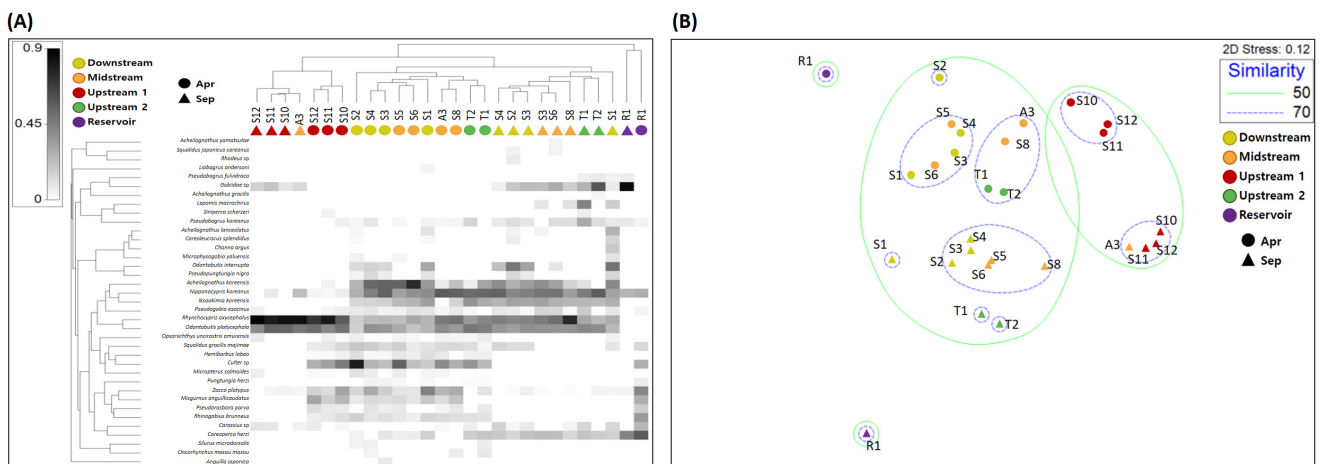 (A)
0.9
0.45
0
Downstream
Midstream
Upstream 1
Upstream 2
Reservoir
Apr
Sep
S12 S11 S10 A3 S12 S11 S10 S2 S4 S3 S5 S6 S1 A3 S8 T2 T1 S4 S2 S3 S3 S6 S8 T1 T2 S1 R1 R1
Acheilognathus yamatsutae
Squalidus japonicus coreanus
Rhodeus sp
Liobagrus andersoni
Pseudobagrus fulvidraco
Gobiidae sp
Acheilognathus gracilis
Lepomis macrochirus
Siniperca scherzeri
Pseudobagrus koreanus
Acheilognathus lanceolatus
Coreoleuciscus splendidus
Channa argus
Microphysogobio yaluensis
Odontobutis interrupta
Pseudopungtungia nigra
Acheilognathus koreensis
Nipponocypris koreanus
Iksookimia koreensis
Pseudogobio esocinus
Rhynchocypris oxycephalus
Odontobutis platycephala
Opsariichthys uncirostris amurensis
Squalidus gracilis majimae
Hemibarbus labeo
Culter sp
Micropterus salmoides
Pungtungia herzi
Zacco platypus
Misgurnus anguillicaudatus
Pseudorasbora parva
Rhinogobius brunneus
Carassius sp
Coreoperca herzi
Silurus microdorsalis
Oncorhynchus masou masou
Anguilla japonica
(B)
2D Stress: 0.12
Similarity
50
70
Downstream
Midstream
Upstream 1
Upstream 2
Reservoir
Apr
Sep
R1
S2
S5
S4
A3
S10
S12
S11
S8
S3
S6
S1
T1
T2
S10
A3
S11
S12
S1
S4
S3
S2
S5
S6
S8
T1
T2
R1